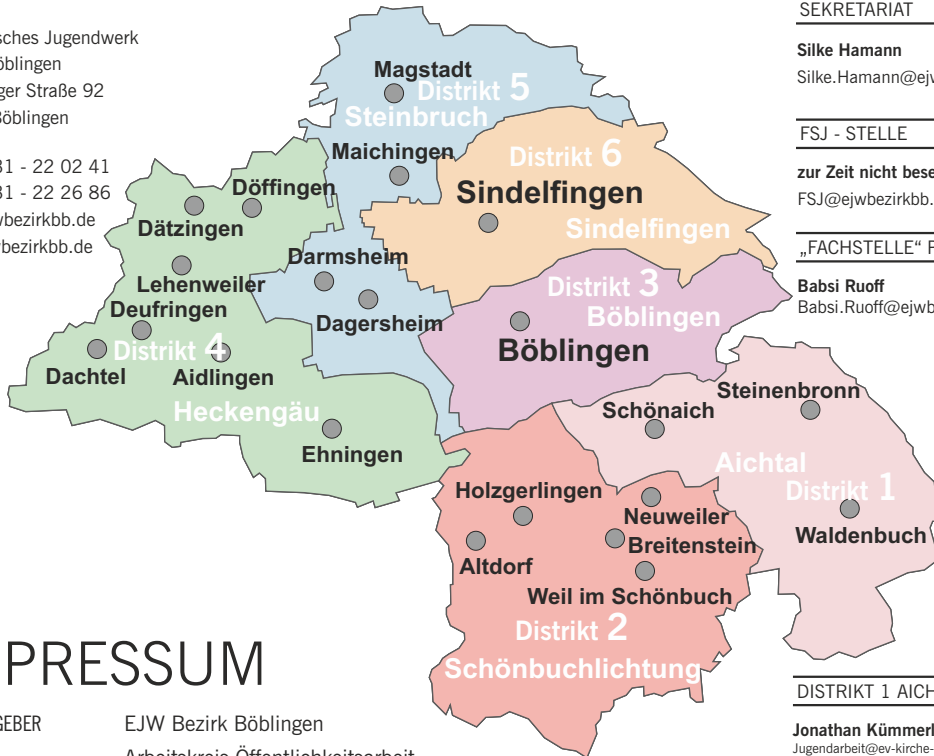 sches Jugendwerk
öblingen
ger Straße 92
Böblingen
31 - 22 02 41
31 - 22 26 86
wbezirkbb.de
bezirkbb.de
Magstadt
Distrikt 5
Steinbruch
Maichingen
Distrikt 6
Sindelfingen
Sindelfingen
Döffingen
Dätzingen
Darmsheim
Lehenweiler
Deufringen
Dagersheim
Distrikt 3
Böblingen
Böblingen
Distrikt 4
Dachtel
Aidlingen
Heckengäu
Ehningen
Steinenbronn
Schönaich
Aichtal
Distrikt 1
Waldenbuch
Holzgerlingen
Neuweiler
Breitenstein
Altdorf
Weil im Schönbuch
Distrikt 2
Schönbuchlichtung
SEKRETARIAT
Silke Hamann
Silke.Hamann@ejw
FSJ - STELLE
zur Zeit nicht bese
FSJ@ejwbezirkbb.
„FACHSTELLE“ F
Babsi Ruoff
Babsi.Ruoff@ejwb
PRESSUM
GEBER
EJW Bezirk Böblingen
Arbeitskreis Öffentlichkeitsarbeit
DISTRIKT 1 AICH
Jonathan Kümmerl
Jugendarbeit@ev-kirche-